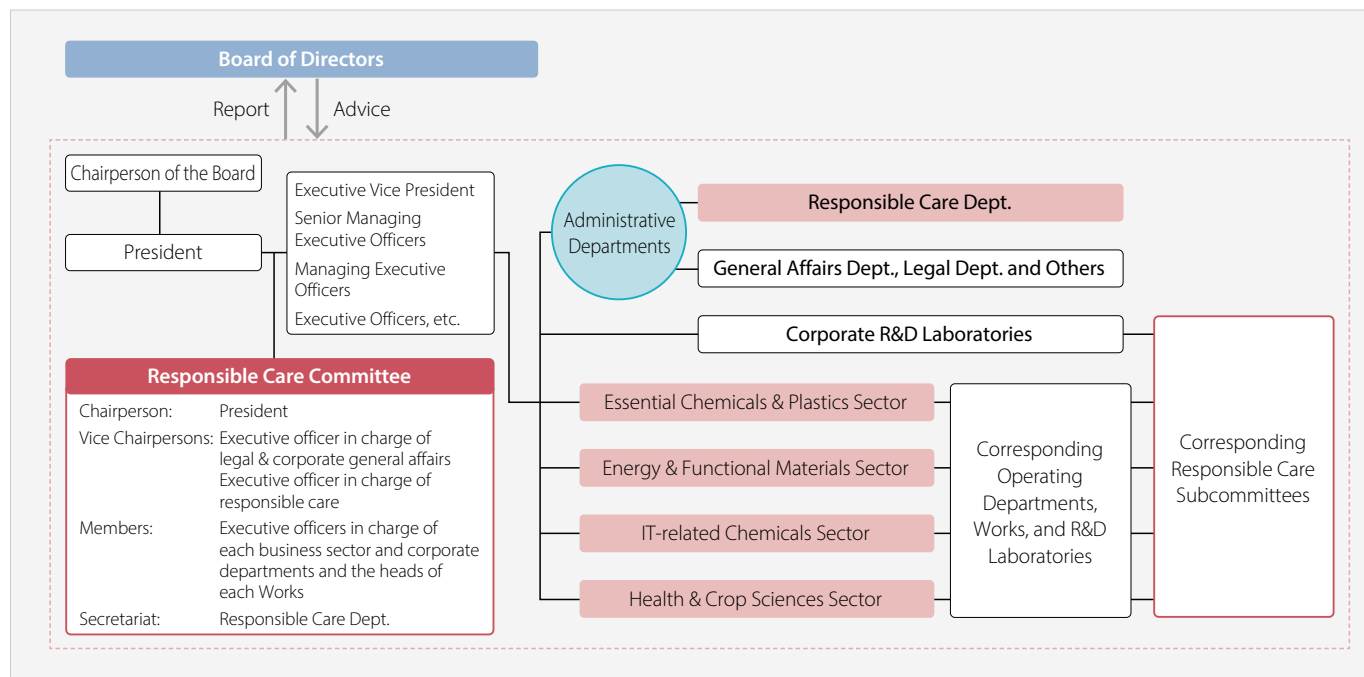 Board of Directors
Report
Advice
Chairperson of the Board
President
Executive Vice President
Senior Managing
Executive Officers
Managing Executive
Officers
Executive Officers, etc.
Responsible Care Committee
Chairperson: President
Vice Chairpersons: Executive officer in charge of
legal & corporate general affairs
Executive officer in charge of
responsible care
Members: Executive officers in charge of
each business sector and corporate
departments and the heads of
each Works
Secretariat: Responsible Care Dept.
Administrative
Departments
Responsible Care Dept.
General Affairs Dept., Legal Dept. and Others
Corporate R&D Laboratories
Essential Chemicals & Plastics Sector
Energy & Functional Materials Sector
IT-related Chemicals Sector
Health & Crop Sciences Sector
Corresponding
Operating
Departments,
Works, and R&D
Laboratories
Corresponding
Responsible Care
Subcommittees